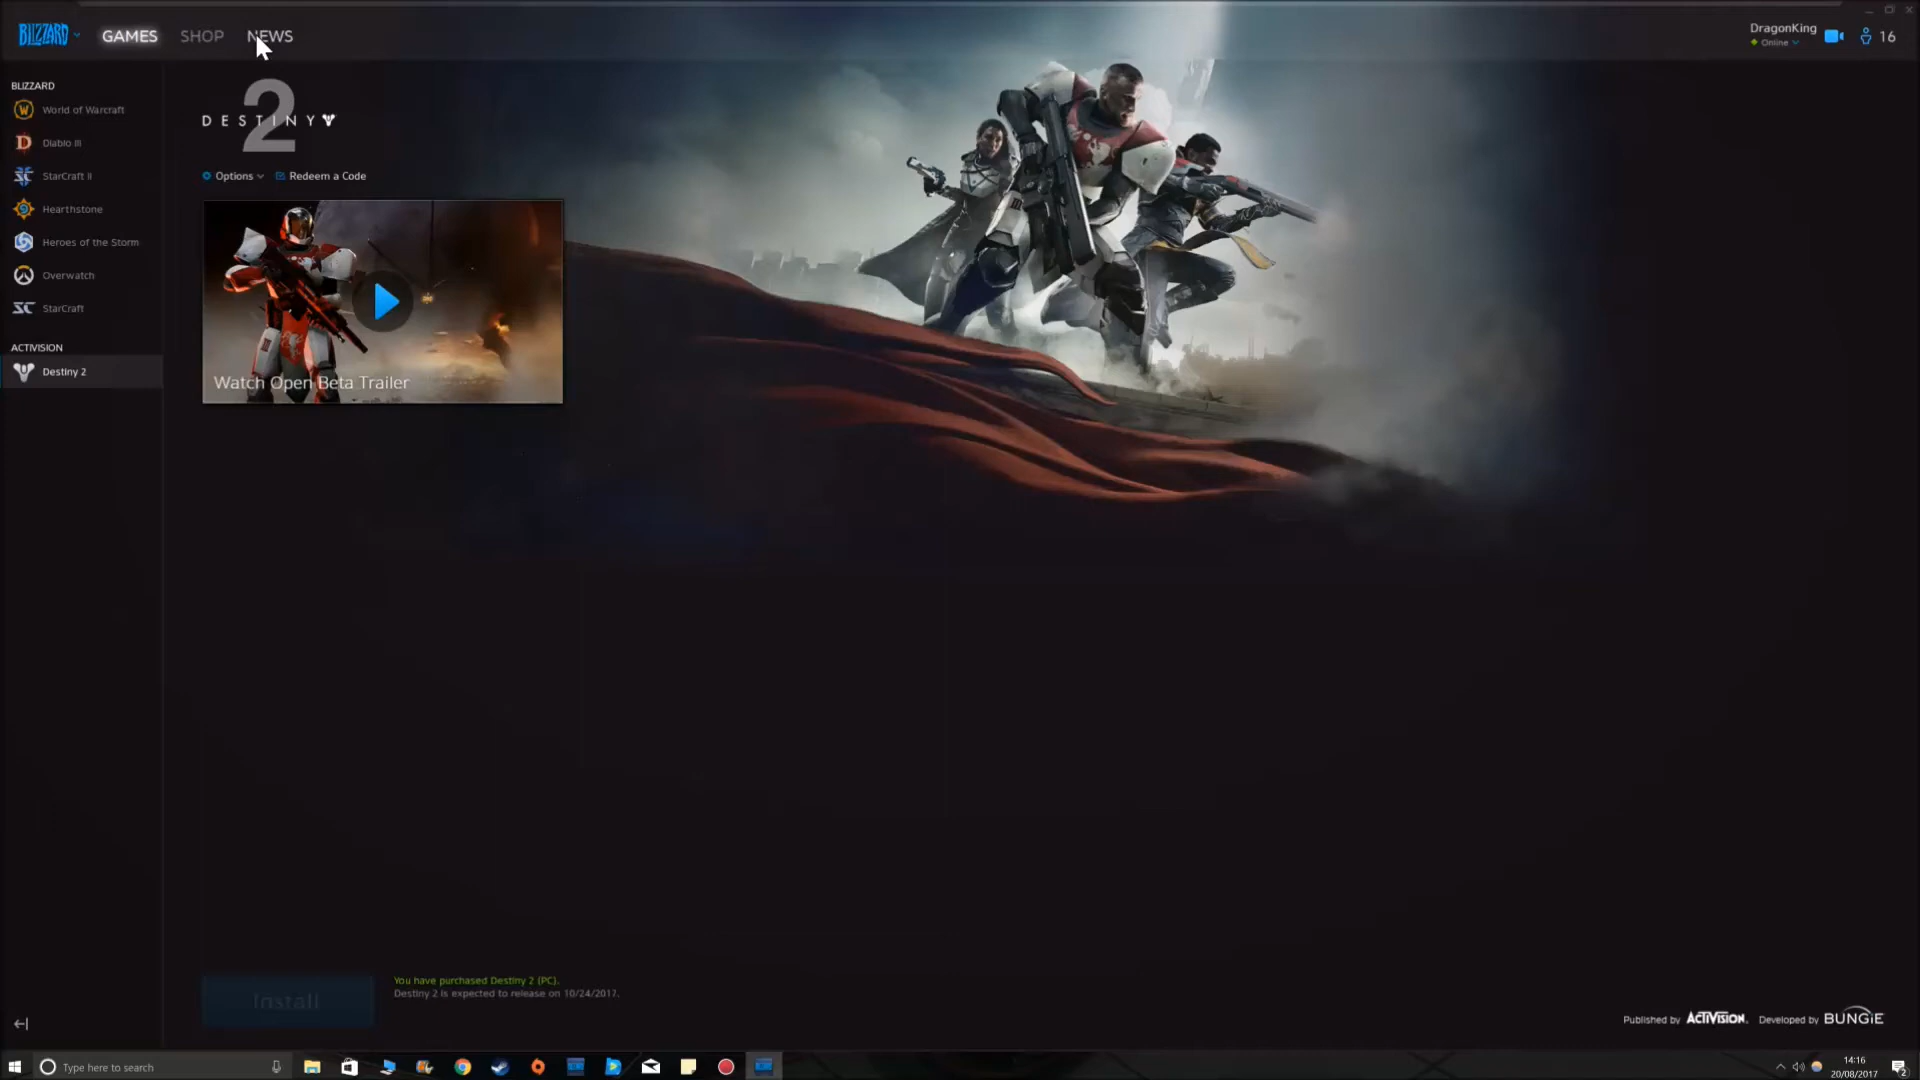 BLIZZARD GAMES SHOP NEWS
DragonKing
Online
16
BLIZZARD
World of Warcraft
Diablo III
StarCraft II
Hearthstone
Heroes of the Storm
Overwatch
StarCraft
ACTIVISION
Destiny 2
DESTINY 2
Options Redeem a Code
Watch Open Beta Trailer
Install
You have purchased Destiny 2 (PC).
Destiny 2 is expected to release on 10/24/2017.
Published by ACTIVISION. Developed by BUNGiE
Type here to search
14:16
20/08/2017
2